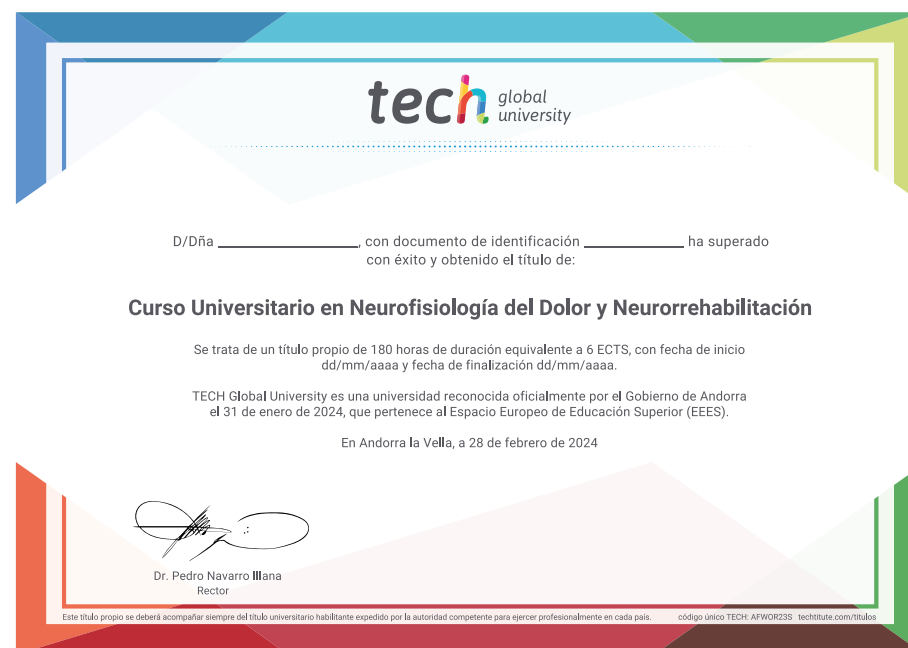 tech global
university
D/Dña ______________, con documento de identificación __________ ha superado
con éxito y obtenido el título de:
Curso Universitario en Neurofisiología del Dolor y Neurorrehabilitación
Se trata de un título propio de 180 horas de duración equivalente a 6 ECTS, con fecha de inicio
dd/mm/aaaa y fecha de finalización dd/mm/aaaa.
TECH Global University es una universidad reconocida oficialmente por el Gobierno de Andorra
el 31 de enero de 2024, que pertenece al Espacio Europeo de Educación Superior (EEES).
En Andorra la Vella, a 28 de febrero de 2024
Dr. Pedro Navarro Illana
Rector
Este título propio se deberá acompañar siempre del título universitario habilitante expedido por la autoridad competente para ejercer profesionalmente en cada país. código único TECH: AFWOR23S techtitute.com/titulos